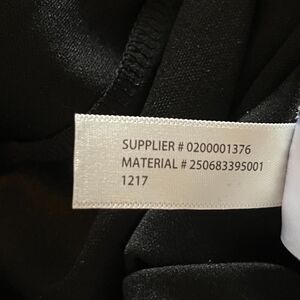 SUPPLIER # 0200001376
MATERIAL # 250683395001
1217